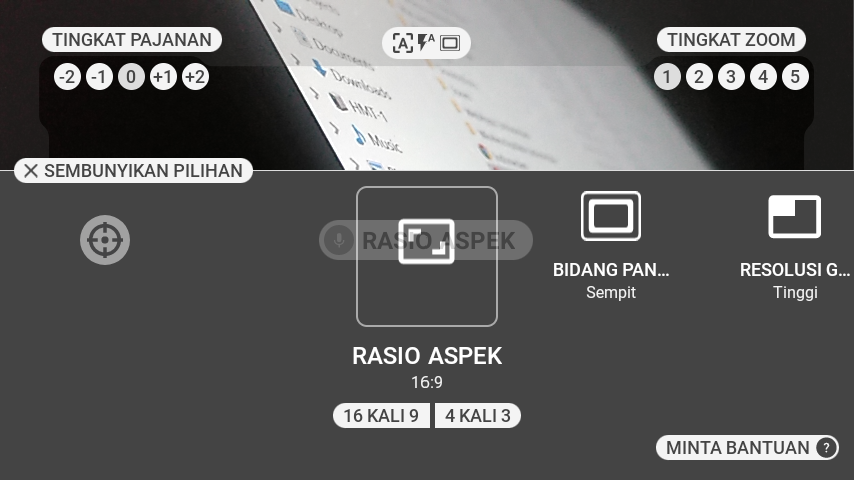 TINGKAT PAJANAN
A
A
TINGKAT ZOOM
-2 -1 0 +1 +2
1 2 3 4 5
Desktop
Documents
Downloads
HMT-1
Music
SEMBUNYIKAN PILIHAN
RASIO ASPEK
BIDANG PAN...
Sempit
RESOLUSI G...
Tinggi
RASIO ASPEK
16:9
16 KALI 9
4 KALI 3
MINTA BANTUAN ?